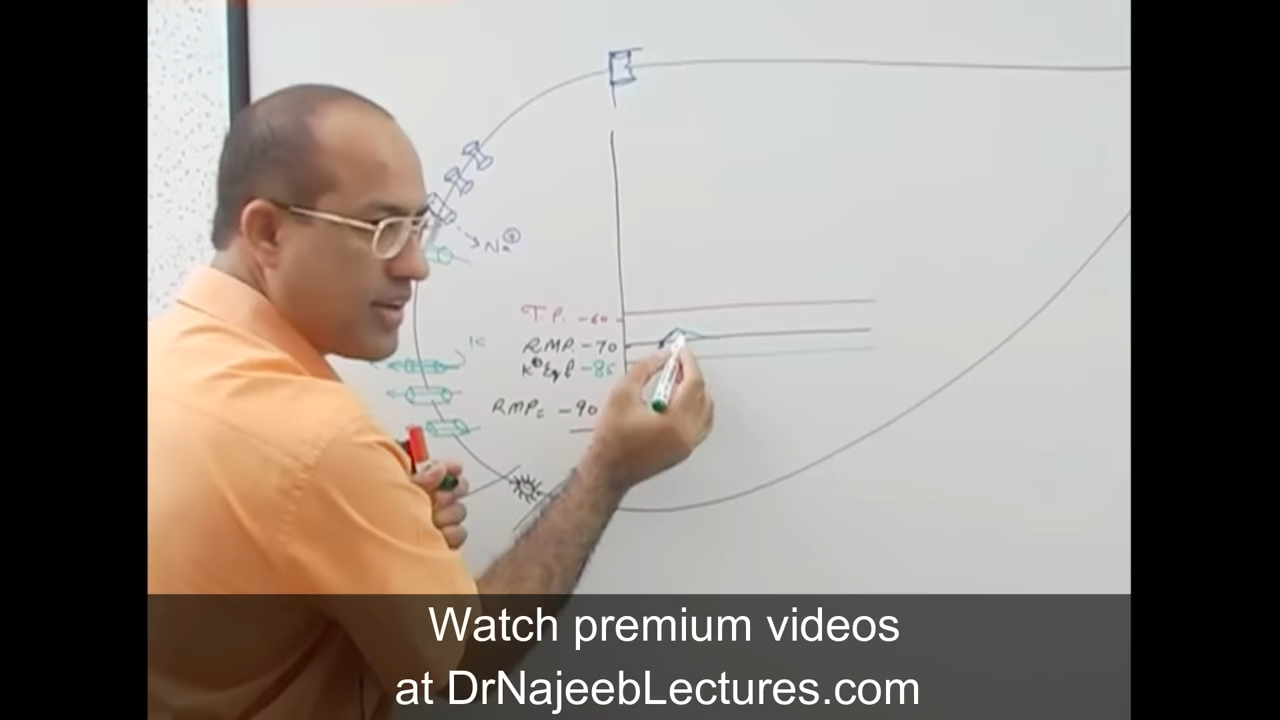 Na⊕
T.P. -60
RMP. -70
K⊕ Eql -85
RMP= -90
Watch premium videos
at DrNajeebLectures.com